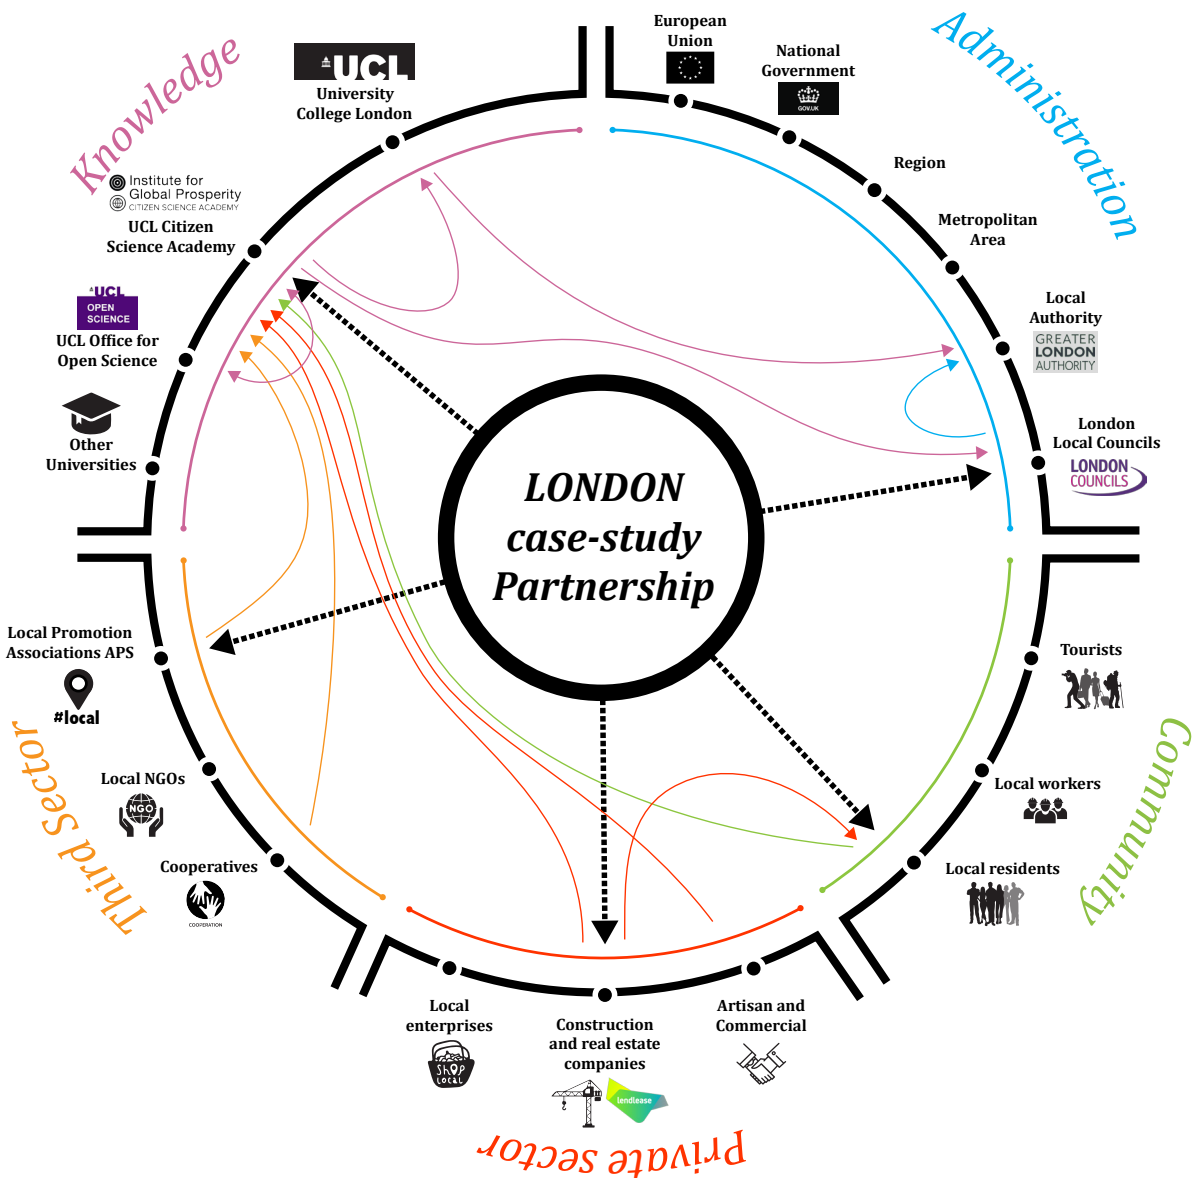 Knowledge
Administration
UCL
University
College London
European
Union
National
Government
GOV.UK
Region
Metropolitan
Area
Local
Authority
GREATER
LONDON
AUTHORITY
London
Local Councils
LONDON
COUNCILS
Institute for
Global Prosperity
CITIZEN SCIENCE ACADEMY
UCL Citizen
Science Academy
UCL
OPEN
SCIENCE
UCL Office for
Open Science
Other
Universities
LONDON
case-study
Partnership
Local Promotion
Associations APS
#local
Third Sector
Local NGOs
NGO
Cooperatives
COOPERATION
Tourists
Community
Local workers
Local residents
Local
enterprises
SHOP
LOCAL
Construction
and real estate
companies
lendlease
Artisan and
Commercial
Private sector